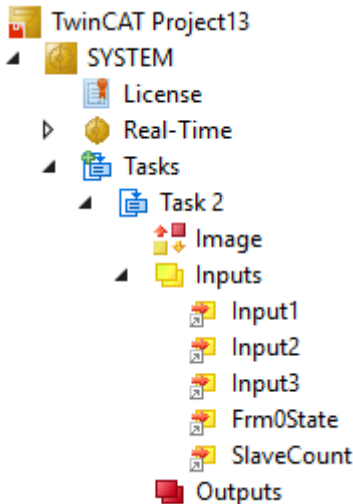 TwinCAT Project13
SYSTEM
License
Real-Time
Tasks
Task 2
Image
Inputs
Input1
Input2
Input3
Frm0State
SlaveCount
Outputs